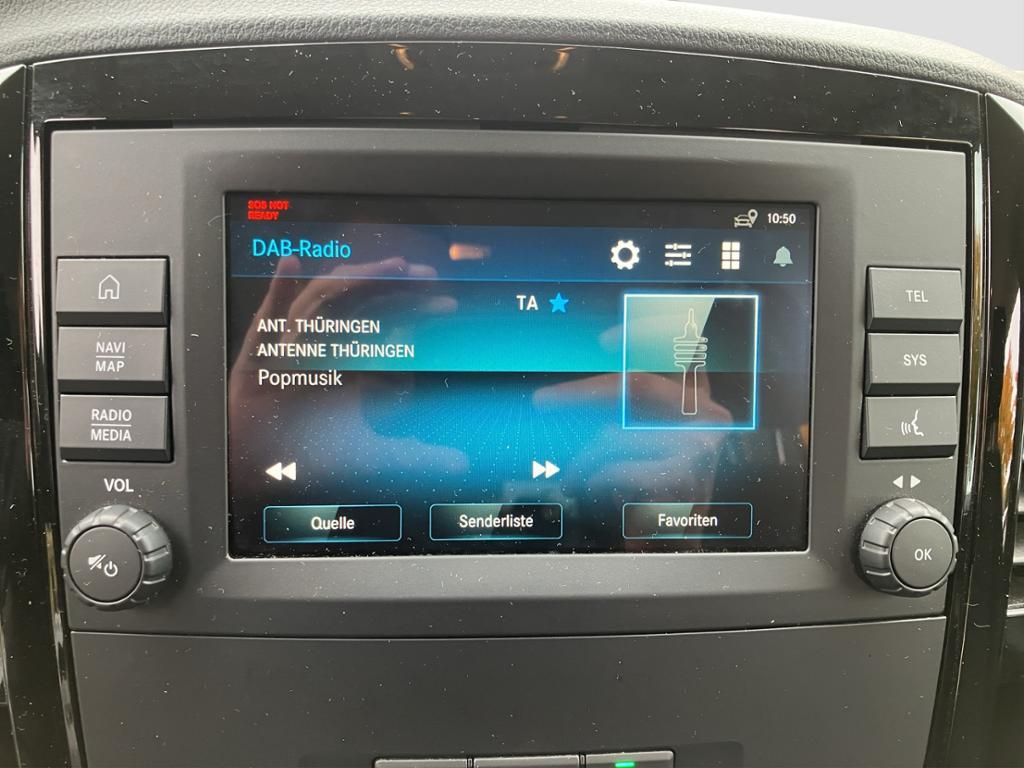 SOS NOT
READY
10:50
DAB-Radio
TA
ANT. THÜRINGEN
ANTENNE THÜRINGEN
Popmusik
Quelle
Senderliste
Favoriten
NAVI
MAP
RADIO
MEDIA
VOL
TEL
SYS
OK